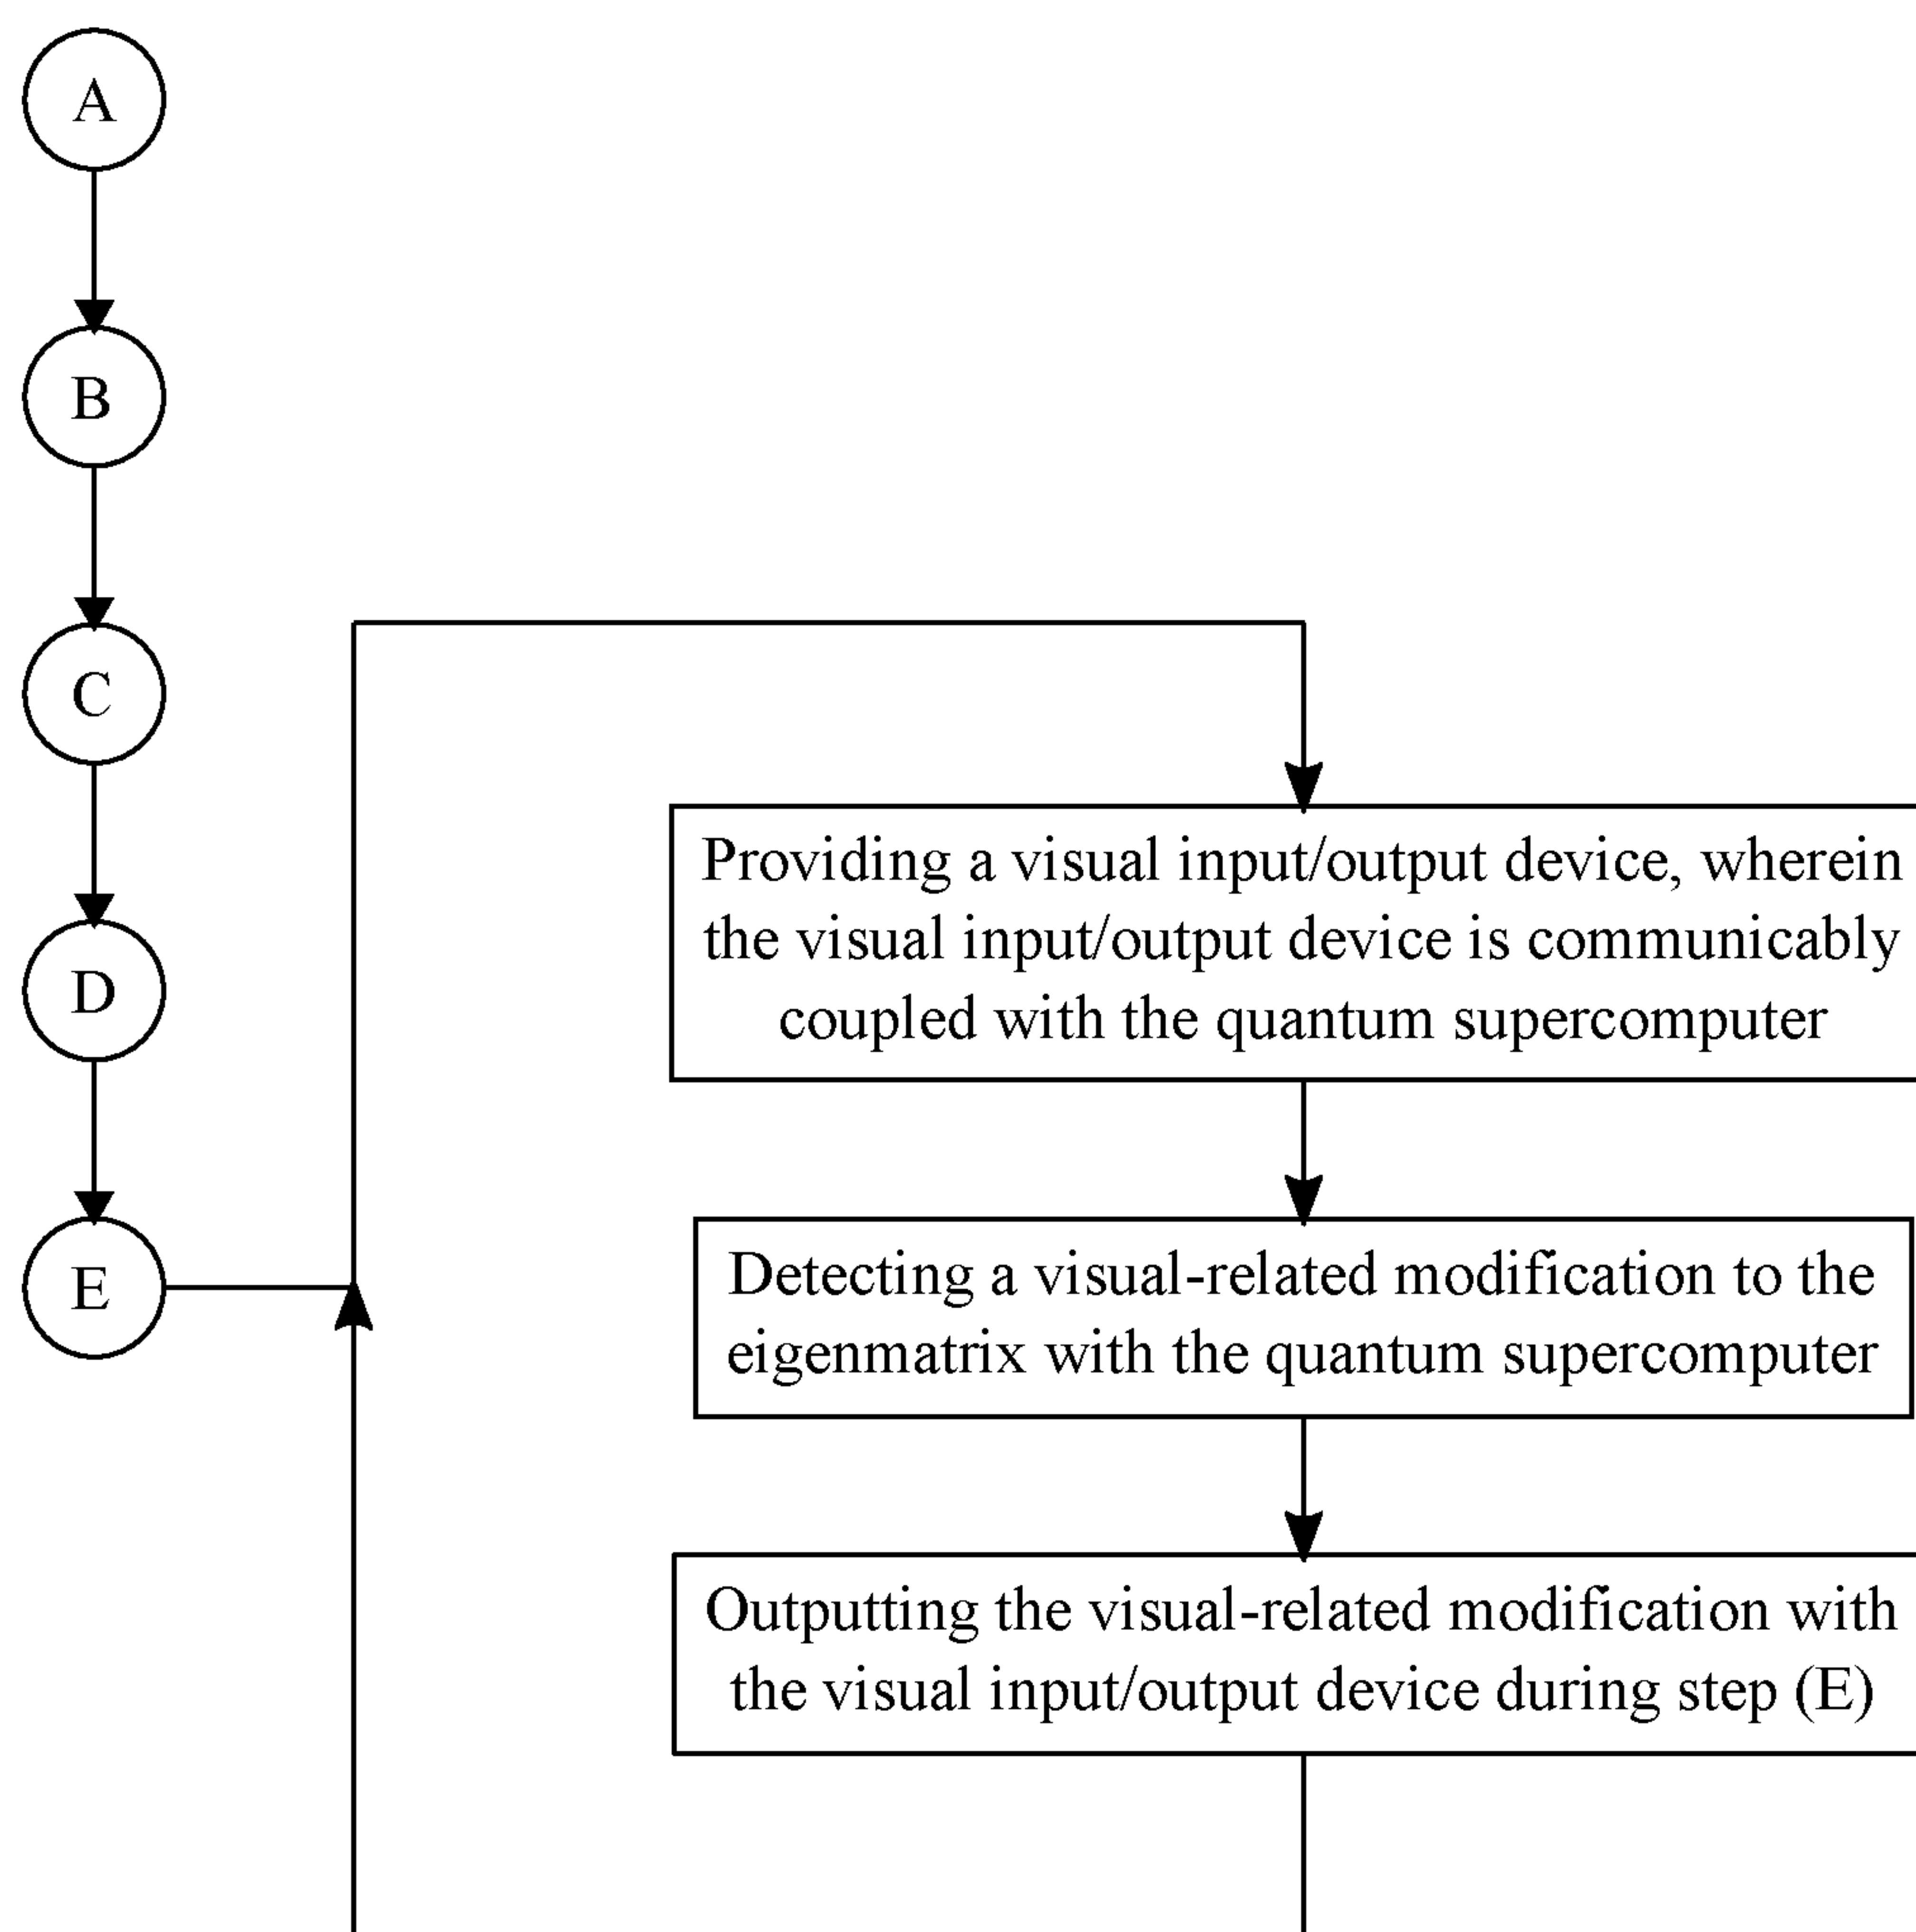 A
B
C
D
E
Providing a visual input/output device, wherein
the visual input/output device is communicably
coupled with the quantum supercomputer
Detecting a visual-related modification to the
eigenmatrix with the quantum supercomputer
Outputting the visual-related modification with
the visual input/output device during step (E)